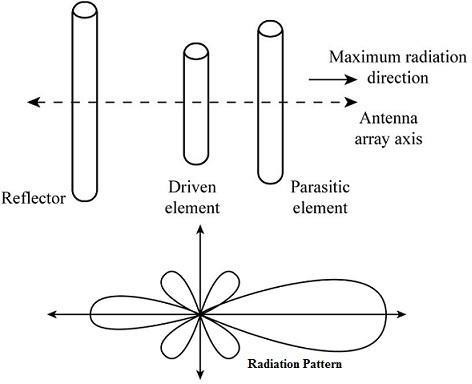 Maximum radiation
direction
Antenna
array axis
Reflector
Driven
element
Parasitic
element
Radiation Pattern